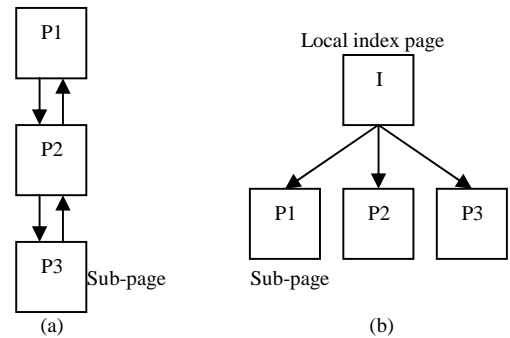 P1
P2
P3
Sub-page
(a)
Local index page
I
P1 P2 P3
Sub-page
(b)